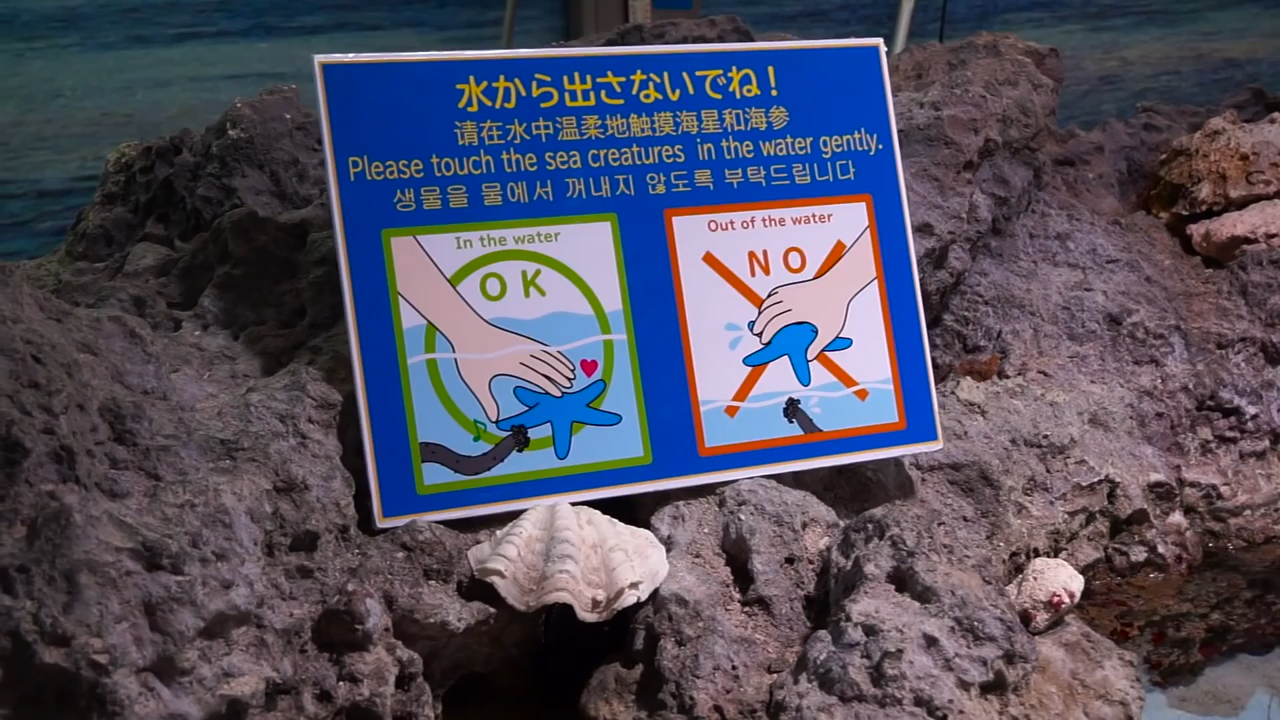 水から出さないでね！
请在水中温柔地触摸海星和海参
Please touch the sea creatures in the water gently.
생물을 물에서 꺼내지 않도록 부탁드립니다
In the water
OK
Out of the water
NO